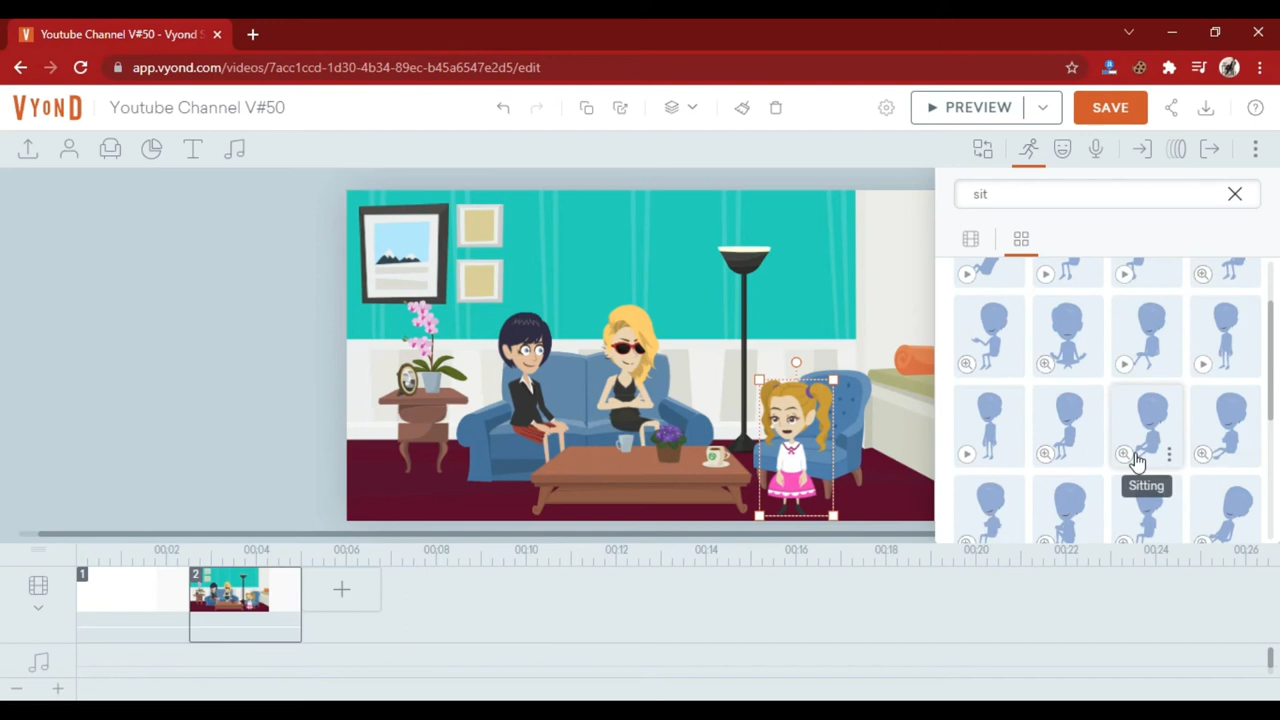 Youtube Channel V#50 - Vyond S
app.vyond.com/videos/7acc1ccd-1d30-4b34-89ec-b45a6547e2d5/edit
VYOND
Youtube Channel V#50
PREVIEW
SAVE
sit
Sitting
00:02 00:04 00:06 00:08 00:10 00:12 00:14 00:16 00:18 00:20 00:22 00:24 00:26
1
2